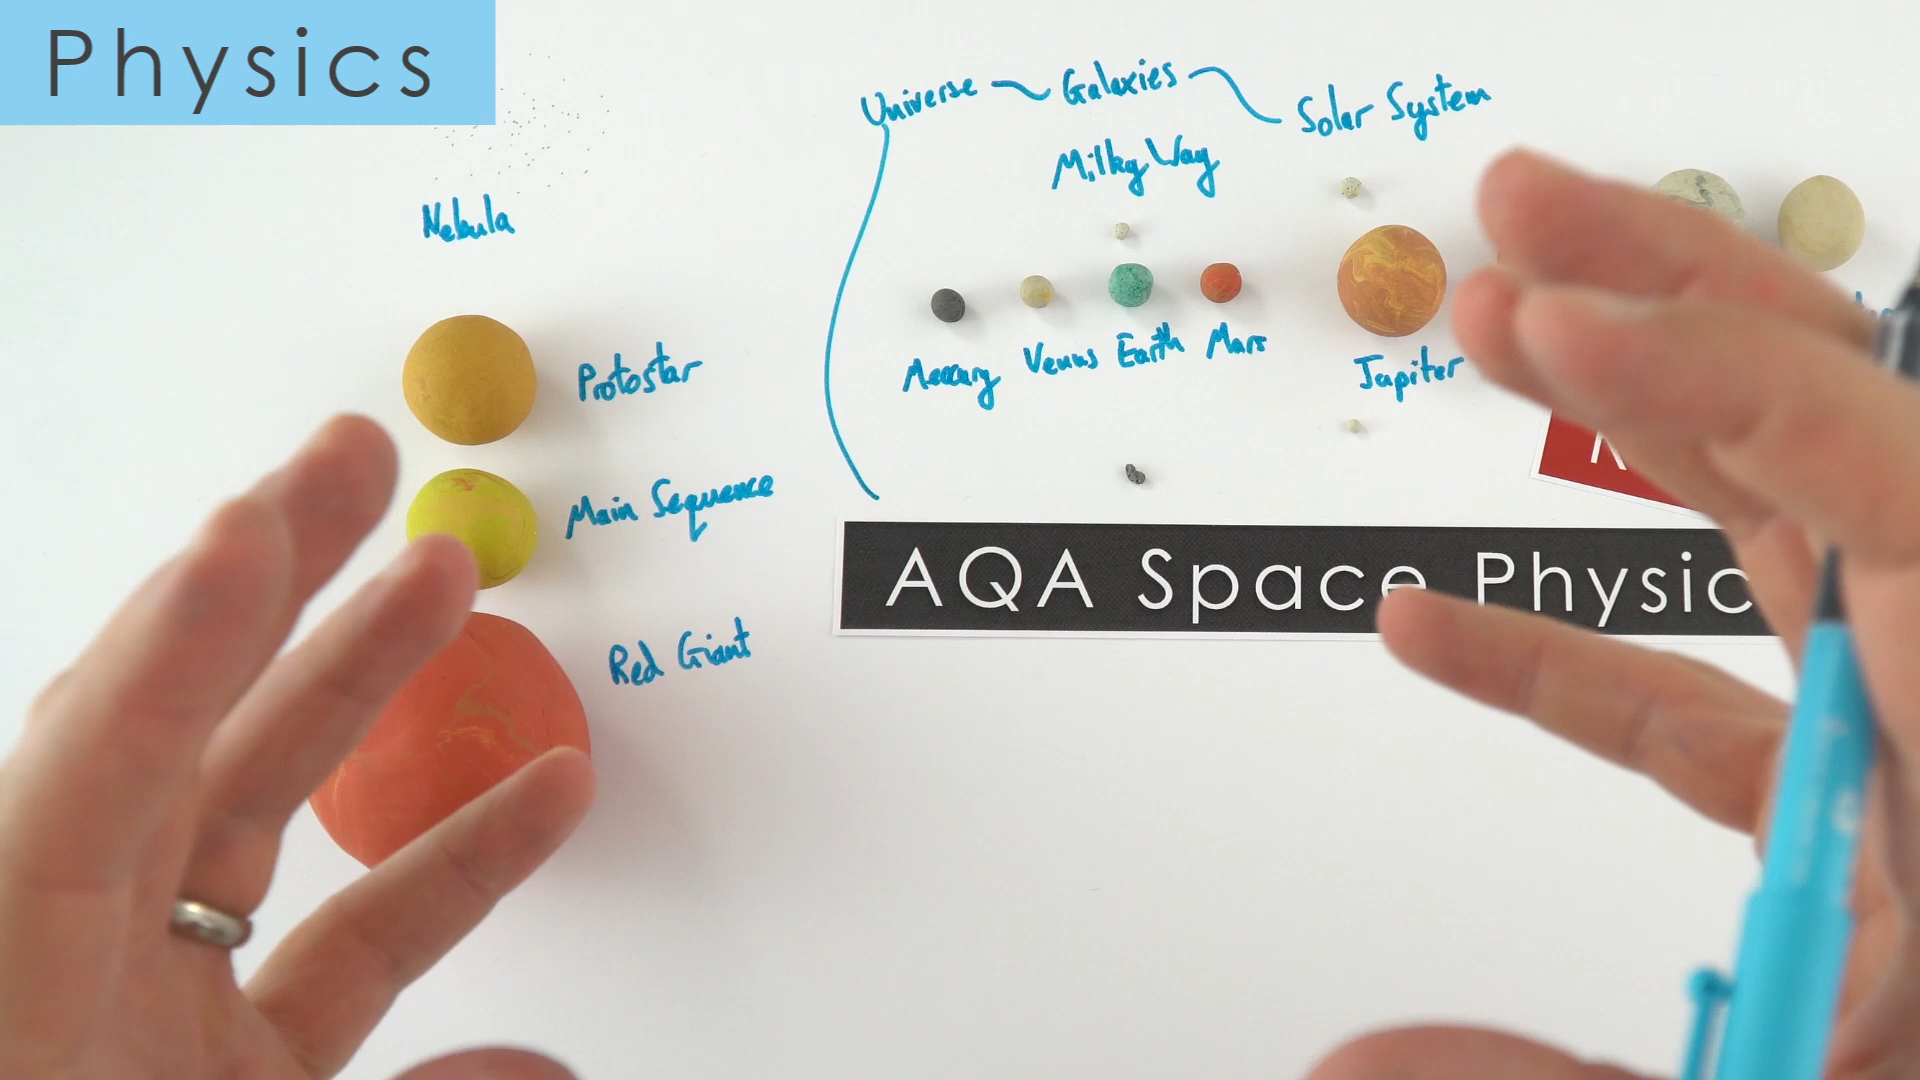 Physics
Universe Galaxies Solar System
Milky Way
Nebula
Mercury Venus Earth Mars Jupiter
Protostar
Main Sequence
AQA Space Physic
Red Giant